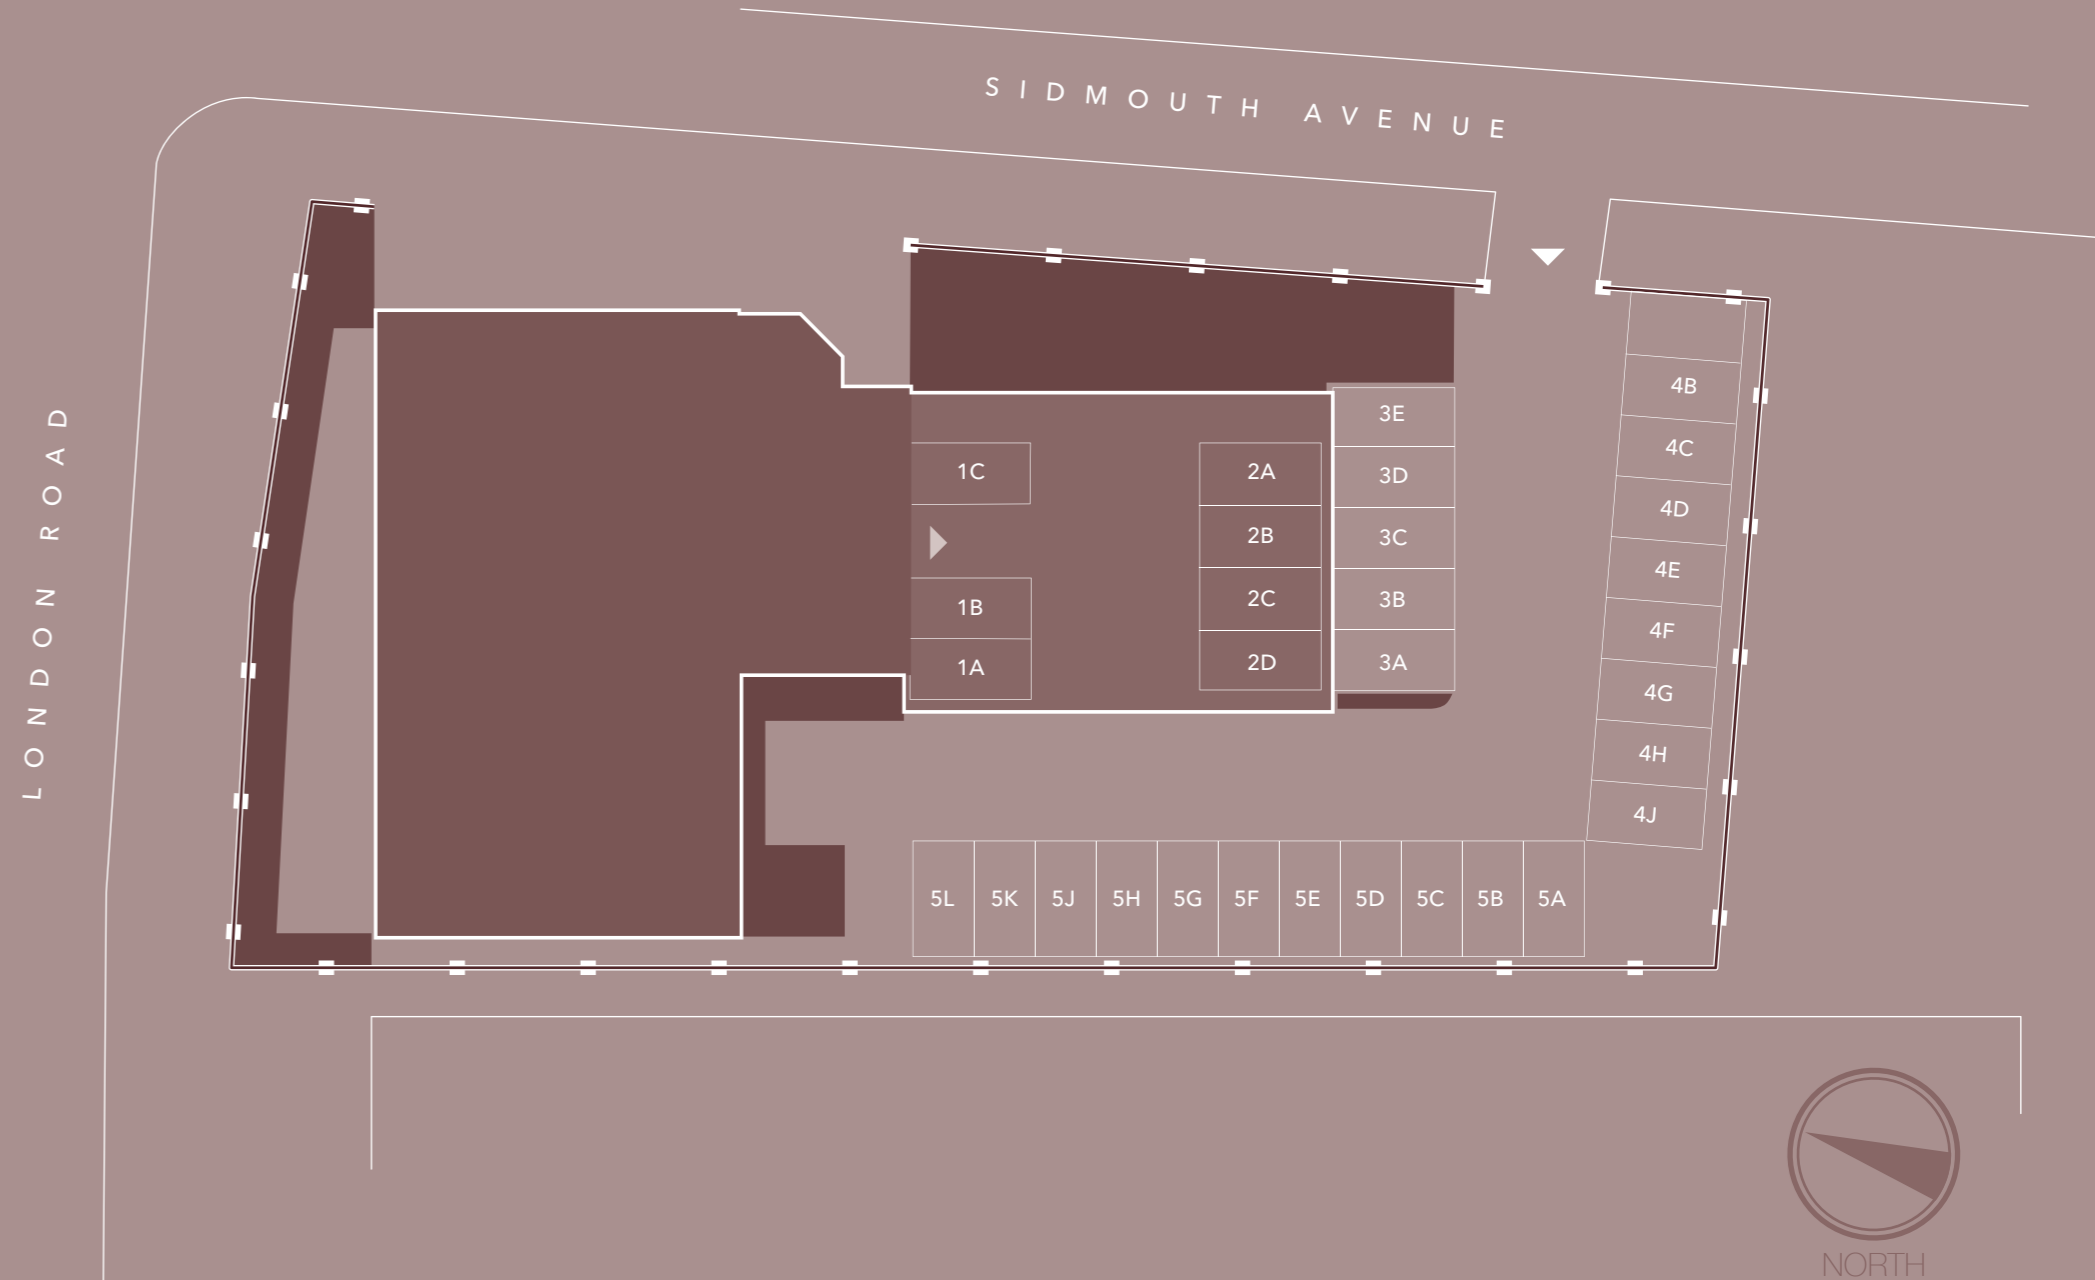 SIDMOUTH AVENUE
LONDON ROAD
1C
1B
1A
2A
2B
2C
2D
3E
3D
3C
3B
3A
4B
4C
4D
4E
4F
4G
4H
4J
5L 5K 5J 5H 5G 5F 5E 5D 5C 5B 5A
NORTH